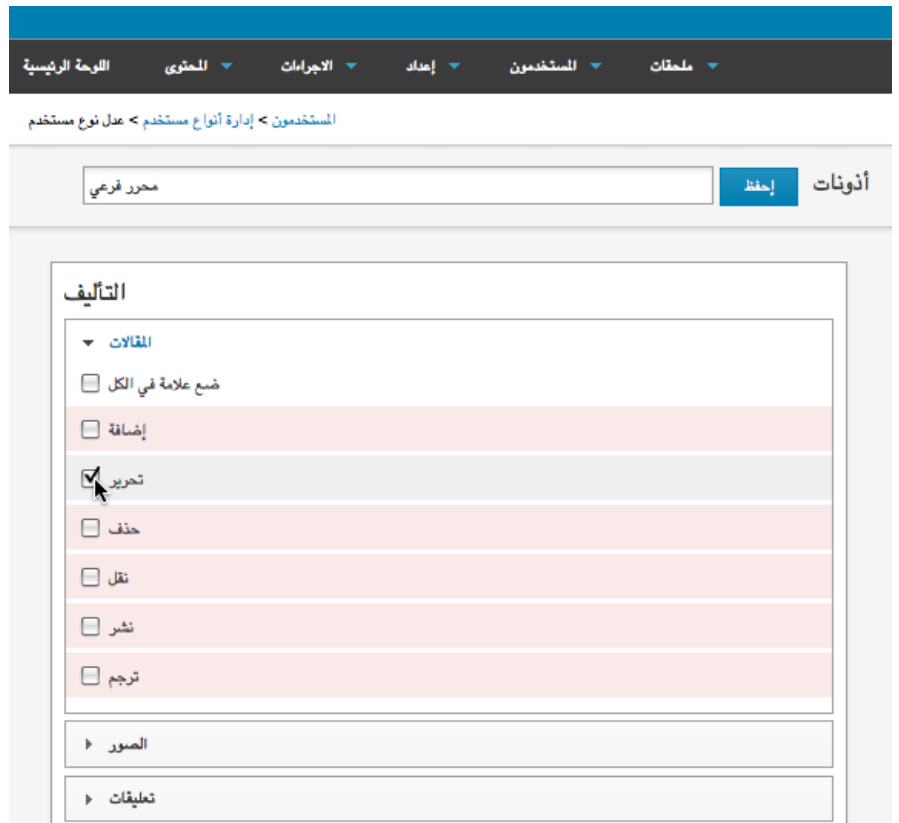 اللوحة الرئيسية المحتوى الاجراءات إعداد المستخدمون ملحقات
المستخدمون > إدارة أنواع مستخدم > عدل نوع مستخدم
أذونات إحفظ محرر فرعي
التأليف
المقالات
ضع علامة في الكل
إضافة
تحرير
حذف
نقل
نشر
ترجم
الصور
تعليقات